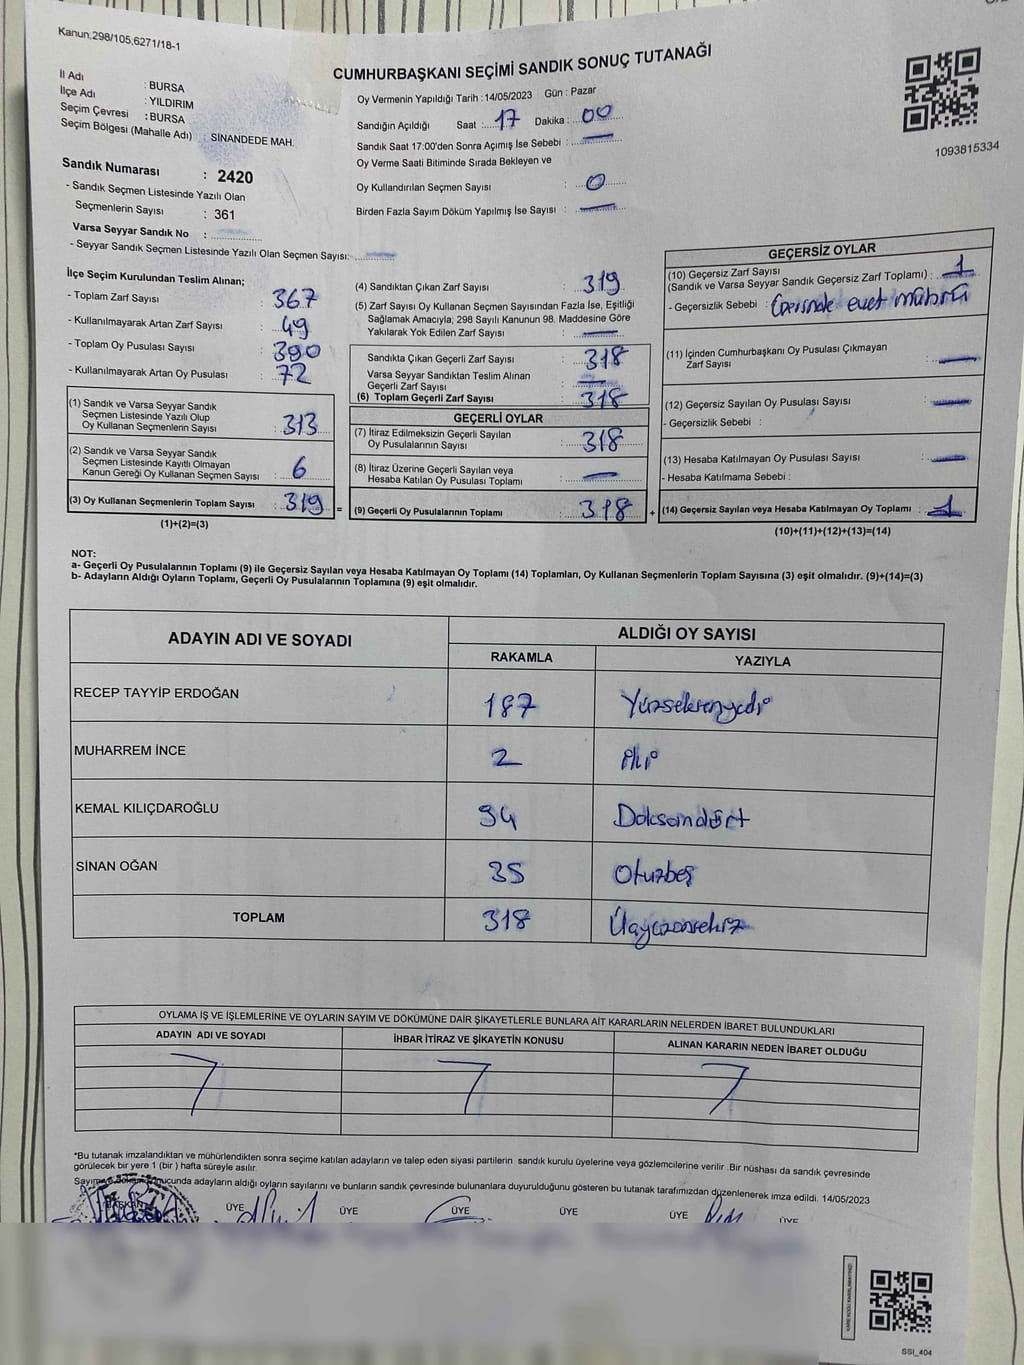 Kanun,298/105,6271/18-1
CUMHURBAŞKANI SEÇİMİ SANDIK SONUÇ TUTANAĞI
İl Adı : BURSA
İlçe Adı : YILDIRIM
Seçim Çevresi : BURSA
Seçim Bölgesi (Mahalle Adı) : SİNANDEDE MAH.
Oy Vermenin Yapıldığı Tarih : 14/05/2023 Gün : Pazar
Sandığın Açıldığı Saat : 17 Dakika : 00
Sandık Saat 17:00'den Sonra Açımış İse Sebebi : —
Oy Verme Saati Bitiminde Sırada Bekleyen ve
Oy Kullandırılan Seçmen Sayısı : 0
Birden Fazla Sayım Döküm Yapılmış İse Sayısı : —
1093815334
Sandık Numarası : 2420
- Sandık Seçmen Listesinde Yazılı Olan
Seçmenlerin Sayısı : 361
Varsa Seyyar Sandık No : —
- Seyyar Sandık Seçmen Listesinde Yazılı Olan Seçmen Sayısı: —
İlçe Seçim Kurulundan Teslim Alınan;
- Toplam Zarf Sayısı : 367
- Kullanılmayarak Artan Zarf Sayısı : 49
- Toplam Oy Pusulası Sayısı : 390
- Kullanılmayarak Artan Oy Pusulası : 72
(1) Sandık ve Varsa Seyyar Sandık
Seçmen Listesinde Yazılı Olup
Oy Kullanan Seçmenlerin Sayısı : 313
(2) Sandık ve Varsa Seyyar Sandık
Seçmen Listesinde Kayıtlı Olmayan
Kanun Gereği Oy Kullanan Seçmen Sayısı : 6
(3) Oy Kullanan Seçmenlerin Toplam Sayısı : 319 =
(1)+(2)=(3)
(4) Sandıktan Çıkan Zarf Sayısı : 319
(5) Zarf Sayısı Oy Kullanan Seçmen Sayısından Fazla İse, Eşitliği
Sağlamak Amacıyla, 298 Sayılı Kanunun 98. Maddesine Göre
Yakılarak Yok Edilen Zarf Sayısı : —
Sandıkta Çıkan Geçerli Zarf Sayısı : 318
Varsa Seyyar Sandıktan Teslim Alınan
Geçerli Zarf Sayısı : —
(6) Toplam Geçerli Zarf Sayısı : 318
GEÇERLİ OYLAR
(7) İtiraz Edilmeksizin Geçerli Sayılan
Oy Pusulalarının Sayısı : 318
(8) İtiraz Üzerine Geçerli Sayılan veya
Hesaba Katılan Oy Pusulası Toplamı : —
(9) Geçerli Oy Pusulalarının Toplamı : 318 +
GEÇERSİZ OYLAR
(10) Geçersiz Zarf Sayısı
(Sandık ve Varsa Seyyar Sandık Geçersiz Zarf Toplamı) : 1
- Geçersizlik Sebebi : Üzerinde evet mührü
(11) İçinden Cumhurbaşkanı Oy Pusulası Çıkmayan
Zarf Sayısı : —
(12) Geçersiz Sayılan Oy Pusulası Sayısı : —
- Geçersizlik Sebebi :
(13) Hesaba Katılmayan Oy Pusulası Sayısı : —
- Hesaba Katılmama Sebebi :
(14) Geçersiz Sayılan veya Hesaba Katılmayan Oy Toplamı : 1
(10)+(11)+(12)+(13)=(14)
NOT:
a- Geçerli Oy Pusulalarının Toplamı (9) ile Geçersiz Sayılan veya Hesaba Katılmayan Oy Toplamı (14) Toplamları, Oy Kullanan Seçmenlerin Toplam Sayısına (3) eşit olmalıdır. (9)+(14)=(3)
b- Adayların Aldığı Oyların Toplamı, Geçerli Oy Pusulalarının Toplamına (9) eşit olmalıdır.
ADAYIN ADI VE SOYADI ALDIĞI OY SAYISI
RAKAMLA YAZIYLA
RECEP TAYYİP ERDOĞAN 187 Yüzseksenyedi
MUHARREM İNCE 2 iki
KEMAL KILIÇDAROĞLU 94 Doksandört
SİNAN OĞAN 35 Otuzbeş
TOPLAM 318 Üçyüzonsekiz
OYLAMA İŞ VE İŞLEMLERİNE VE OYLARIN SAYIM VE DÖKÜMÜNE DAİR ŞİKAYETLERLE BUNLARA AİT KARARLARIN NELERDEN İBARET BULUNDUKLARI
ADAYIN ADI VE SOYADI İHBAR İTİRAZ VE ŞİKAYETİN KONUSU ALINAN KARARIN NEDEN İBARET OLDUĞU
*Bu tutanak imzalandıktan ve mühürlendikten sonra seçime katılan adayların ve talep eden siyasi partilerin sandık kurulu üyelerine veya gözlemcilerine verilir. Bir nüshası da sandık çevresinde
görülecek bir yere 1 (bir ) hafta süreyle asılır.
Sayım ve döküm sonucunda adayların aldığı oyların sayılarını ve bunların sandık çevresinde bulunanlara duyurulduğunu gösteren bu tutanak tarafımızdan düzenlenerek imza edildi. 14/05/2023
BAŞKAN ÜYE ÜYE ÜYE ÜYE ÜYE ÜYE
KARE KODU KARALAMAYINIZ!
SSI_404